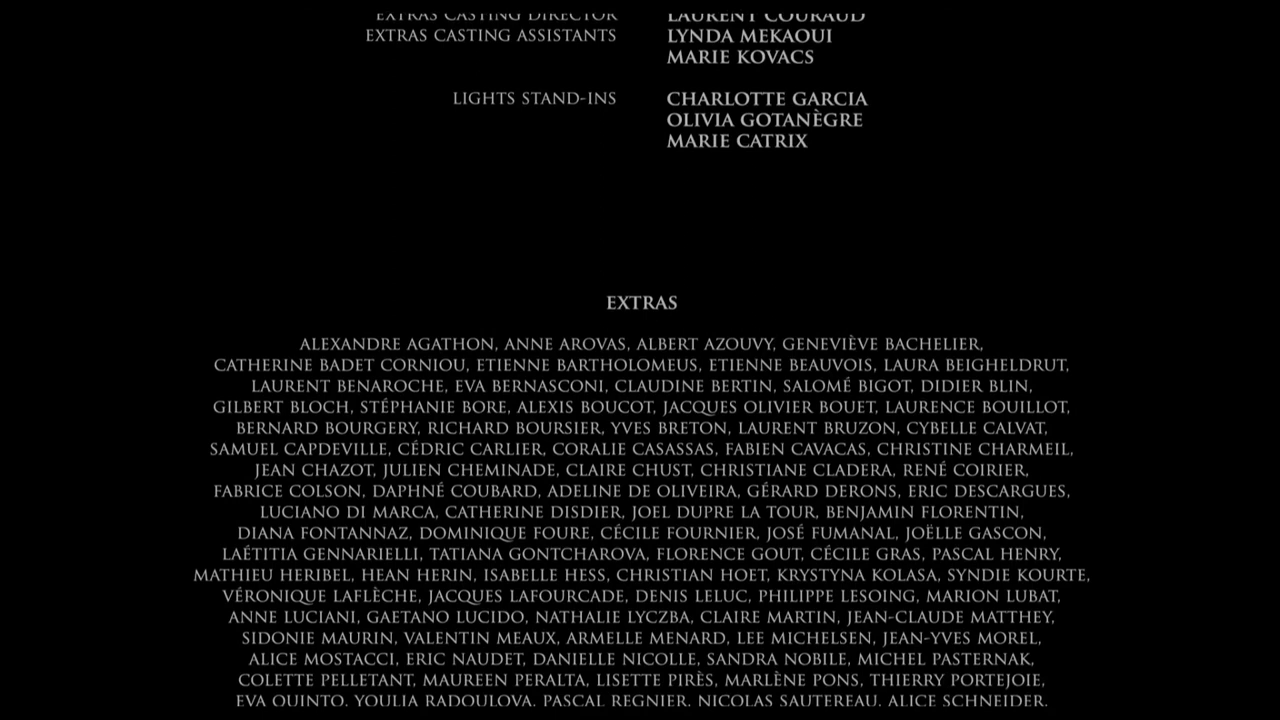 EXTRAS CASTING DIRECTOR LAURENT COURAUD
EXTRAS CASTING ASSISTANTS LYNDA MEKAOUI
MARIE KOVACS
LIGHTS STAND-INS CHARLOTTE GARCIA
OLIVIA GOTANÈGRE
MARIE CATRIX
EXTRAS
ALEXANDRE AGATHON, ANNE AROVAS, ALBERT AZOUVY, GENEVIÈVE BACHELIER,
CATHERINE BADET CORNIOU, ETIENNE BARTHOLOMEUS, ETIENNE BEAUVOIS, LAURA BEIGHELDRUT,
LAURENT BENAROCHE, EVA BERNASCONI, CLAUDINE BERTIN, SALOMÉ BIGOT, DIDIER BLIN,
GILBERT BLOCH, STÉPHANIE BORE, ALEXIS BOUCOT, JACQUES OLIVIER BOUET, LAURENCE BOUILLOT,
BERNARD BOURGERY, RICHARD BOURSIER, YVES BRETON, LAURENT BRUZON, CYBELLE CALVAT,
SAMUEL CAPDEVILLE, CÉDRIC CARLIER, CORALIE CASASSAS, FABIEN CAVACAS, CHRISTINE CHARMEIL,
JEAN CHAZOT, JULIEN CHEMINADE, CLAIRE CHUST, CHRISTIANE CLADERA, RENÉ COIRIER,
FABRICE COLSON, DAPHNÉ COUBARD, ADELINE DE OLIVEIRA, GÉRARD DERONS, ERIC DESCARGUES,
LUCIANO DI MARCA, CATHERINE DISDIER, JOEL DUPRE LA TOUR, BENJAMIN FLORENTIN,
DIANA FONTANNAZ, DOMINIQUE FOURE, CÉCILE FOURNIER, JOSÉ FUMANAL, JOËLLE GASCON,
LAÉTITIA GENNARIELLI, TATIANA GONTCHAROVA, FLORENCE GOUT, CÉCILE GRAS, PASCAL HENRY,
MATHIEU HERIBEL, HEAN HERIN, ISABELLE HESS, CHRISTIAN HOET, KRYSTYNA KOLASA, SYNDIE KOURTE,
VÉRONIQUE LAFLÈCHE, JACQUES LAFOURCADE, DENIS LELUC, PHILIPPE LESOING, MARION LUBAT,
ANNE LUCIANI, GAETANO LUCIDO, NATHALIE LYCZBA, CLAIRE MARTIN, JEAN-CLAUDE MATTHEY,
SIDONIE MAURIN, VALENTIN MEAUX, ARMELLE MENARD, LEE MICHELSEN, JEAN-YVES MOREL,
ALICE MOSTACCI, ERIC NAUDET, DANIELLE NICOLLE, SANDRA NOBILE, MICHEL PASTERNAK,
COLETTE PELLETANT, MAUREEN PERALTA, LISETTE PIRÈS, MARLÈNE PONS, THIERRY PORTEJOIE,
EVA QUINTO, YOULIA RADOULOVA, PASCAL REGNIER, NICOLAS SAUTEREAU, ALICE SCHNEIDER,